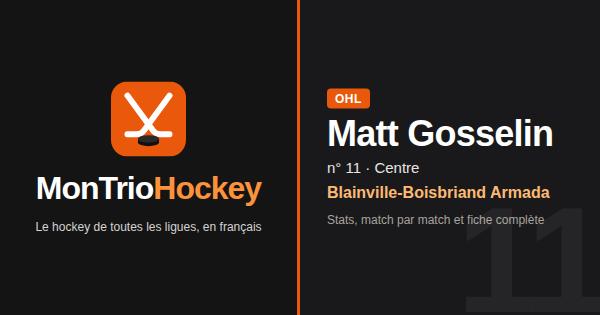 MonTrioHockey
Le hockey de toutes les ligues, en français
OHL
Matt Gosselin
n° 11 · Centre
Blainville-Boisbriand Armada
Stats, match par match et fiche complète
11